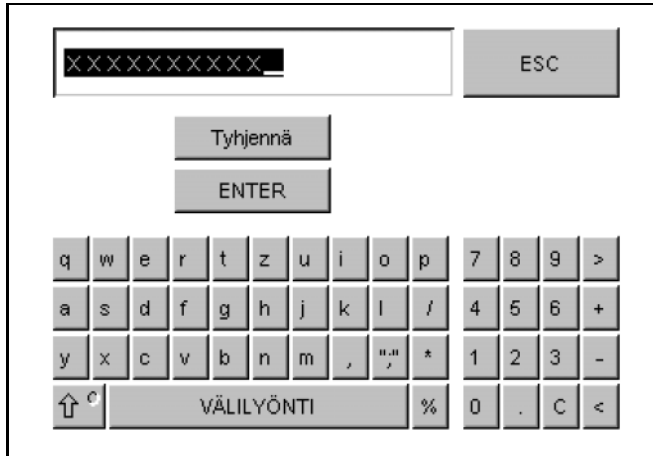 XXXXXXXXXX_ ESC
Tyhjennä
ENTER
q w e r t z u i o p 7 8 9 >
a s d f g h j k l / 4 5 6 +
y x c v b n m , ";" * 1 2 3 -
VÄLILYÖNTI % 0 . C <